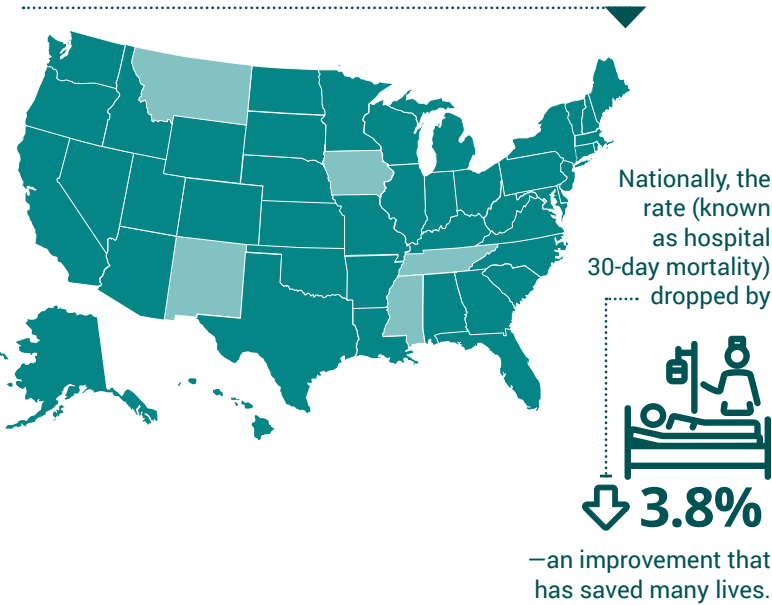 Nationally, the
rate (known
as hospital
30-day mortality)
dropped by
3.8%
—an improvement that
has saved many lives.